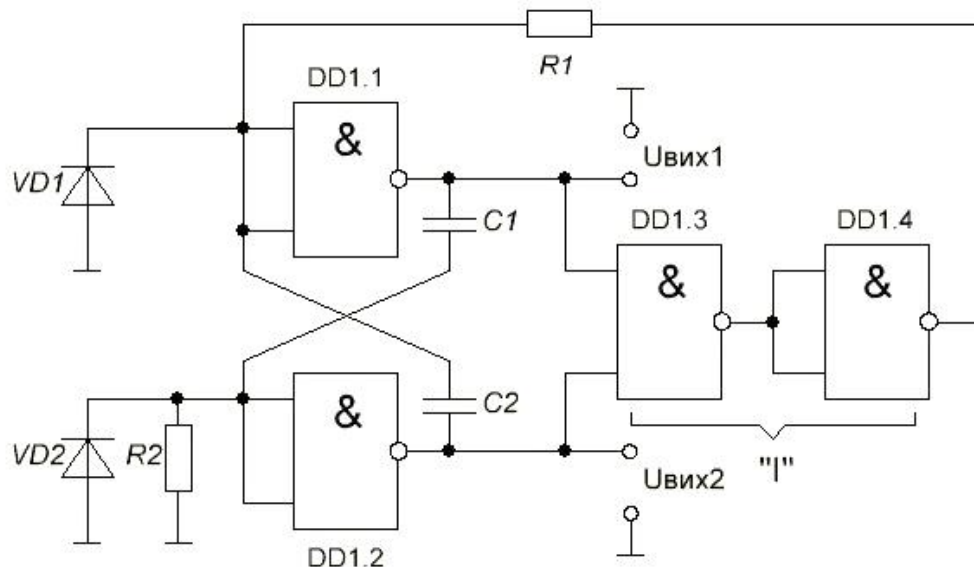 R1
DD1.1
&
VD1
C1
Uвих1
DD1.3
&
DD1.4
&
VD2
R2
&
C2
DD1.2
Uвих2
"І"